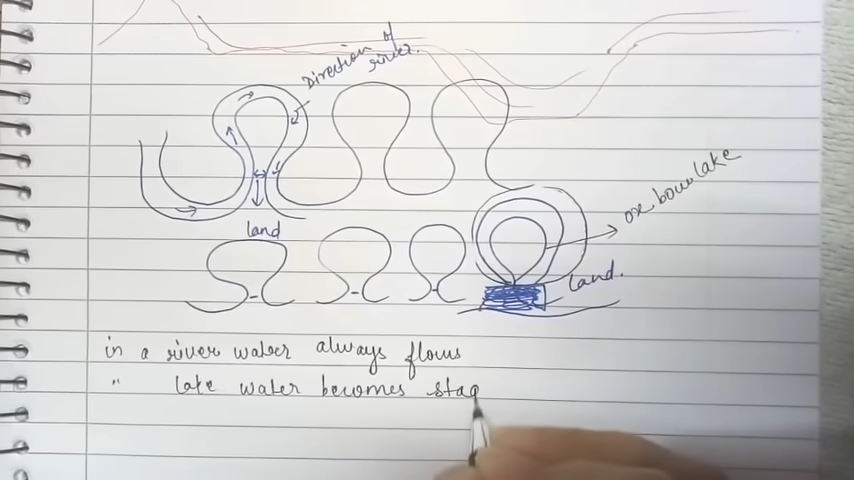 Direction of
river.
land
ox bow lake
land.
in a river water always flows
" lake water becomes stag